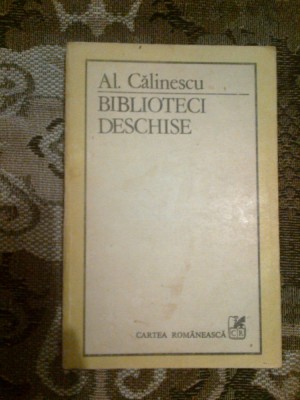 Al. Călinescu
BIBLIOTECI
DESCHISE
CARTEA ROMÂNEASCĂ
CR